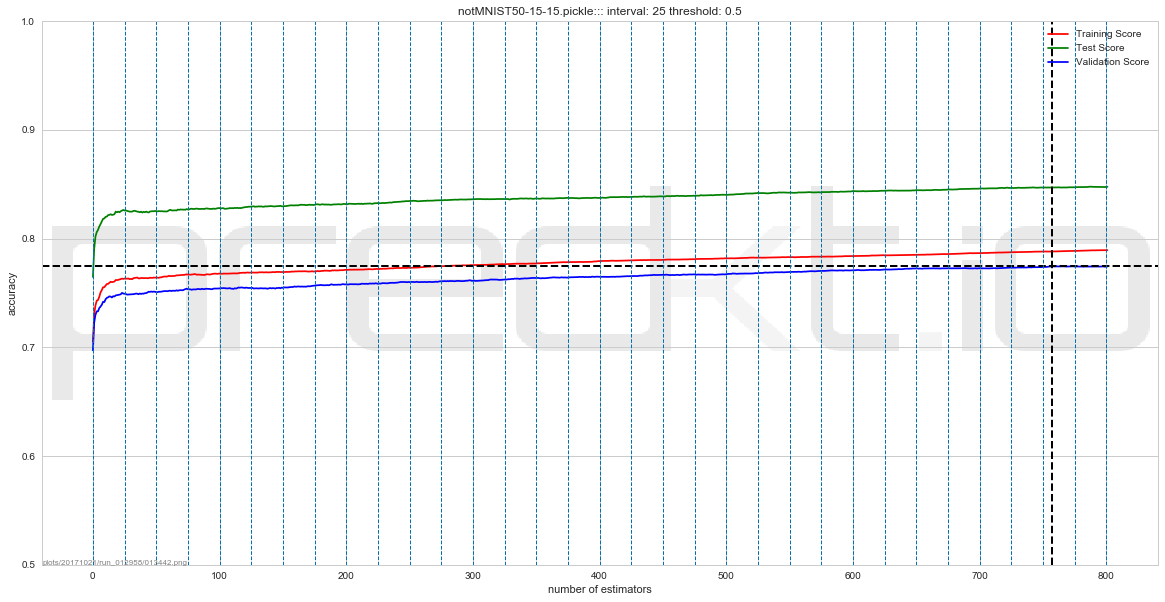 notMNIST50-15-15.pickle::: interval: 25 threshold: 0.5
1.0
Training Score
Test Score
Validation Score
0.9
0.8
predkt.io
accuracy
0.7
0.6
0.5
0 100 200 300 400 500 600 700 800
number of estimators